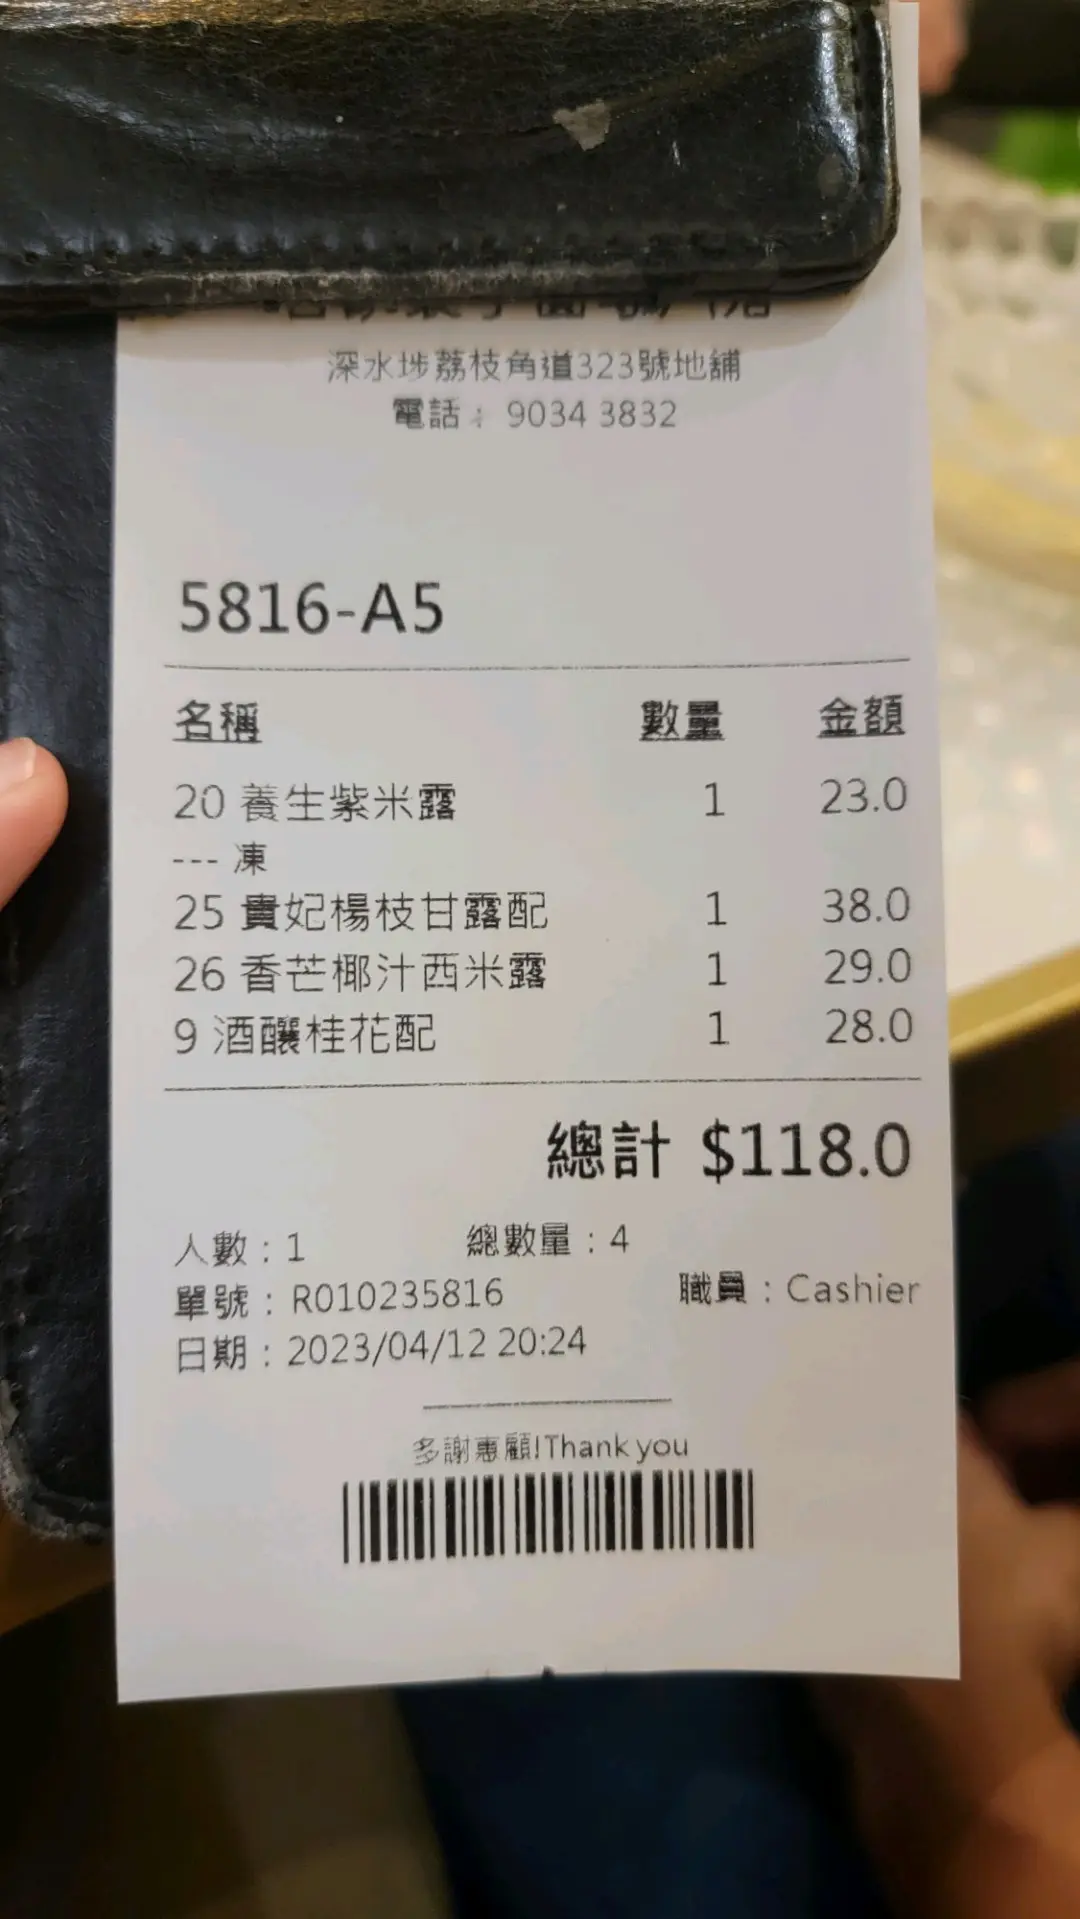 深水埗荔枝角道323號地舖
電話： 9034 3832
5816-A5
名稱 數量 金額
20 養生紫米露 1 23.0
--- 凍
25 貴妃楊枝甘露配 1 38.0
26 香芒椰汁西米露 1 29.0
9 酒釀桂花配 1 28.0
總計 $118.0
人數：1 總數量：4
單號：R010235816 職員：Cashier
日期：2023/04/12 20:24
多謝惠顧!Thank you